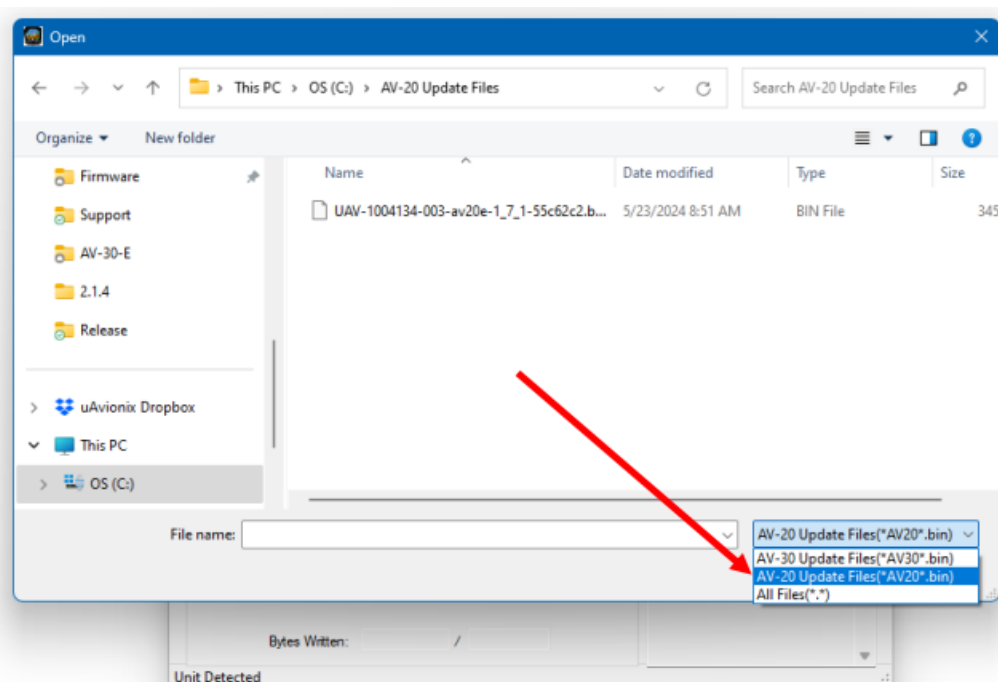 Open
This PC > OS (C:) > AV-20 Update Files
Search AV-20 Update Files
Organize
New folder
Name
Date modified
Type
Size
Firmware
Support
AV-30-E
2.1.4
Release
uAvionix Dropbox
This PC
OS (C:)
UAV-1004134-003-av20e-1_7_1-55c62c2.b...
5/23/2024 8:51 AM
BIN File
345
File name:
AV-20 Update Files(*AV20*.bin)
AV-30 Update Files(*AV30*.bin)
AV-20 Update Files(*AV20*.bin)
All Files(*.*)
Bytes Written:
/
Unit Detected